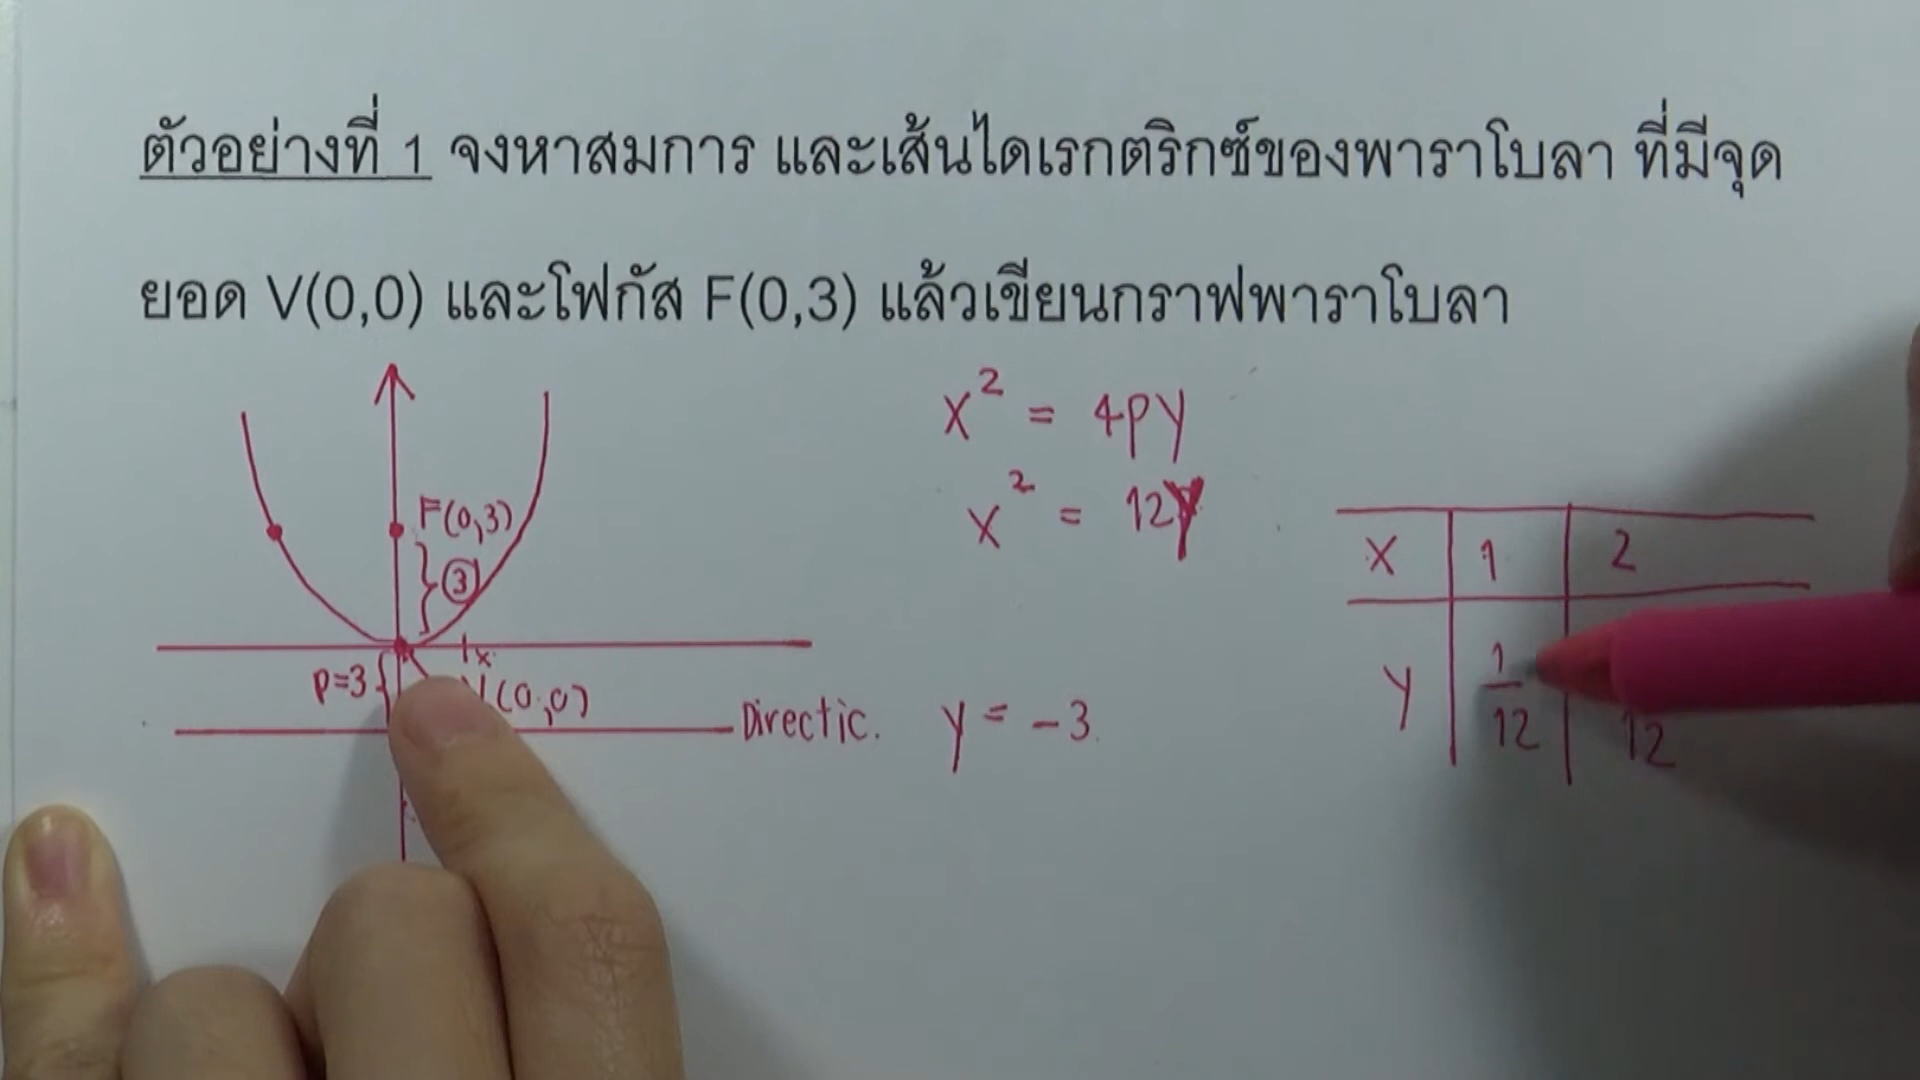 ตัวอย่างที่ 1 จงหาสมการ และเส้นไดเรกตริกซ์ของพาราโบลา ที่มีจุด
ยอด V(0,0) และโฟกัส F(0,3) แล้วเขียนกราฟพาราโบลา
x² = 4py
x² = 12y
F(0,3)
3
x
p=3
V(0,0)
Directic. y = -3
x 1 2
y 1/12 12